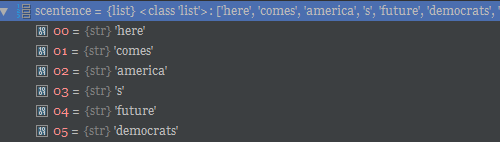 scentence = {list} <class 'list'>: ['here', 'comes', 'america', 's', 'future', 'democrats', '
00 = {str} 'here'
01 = {str} 'comes'
02 = {str} 'america'
03 = {str} 's'
04 = {str} 'future'
05 = {str} 'democrats'